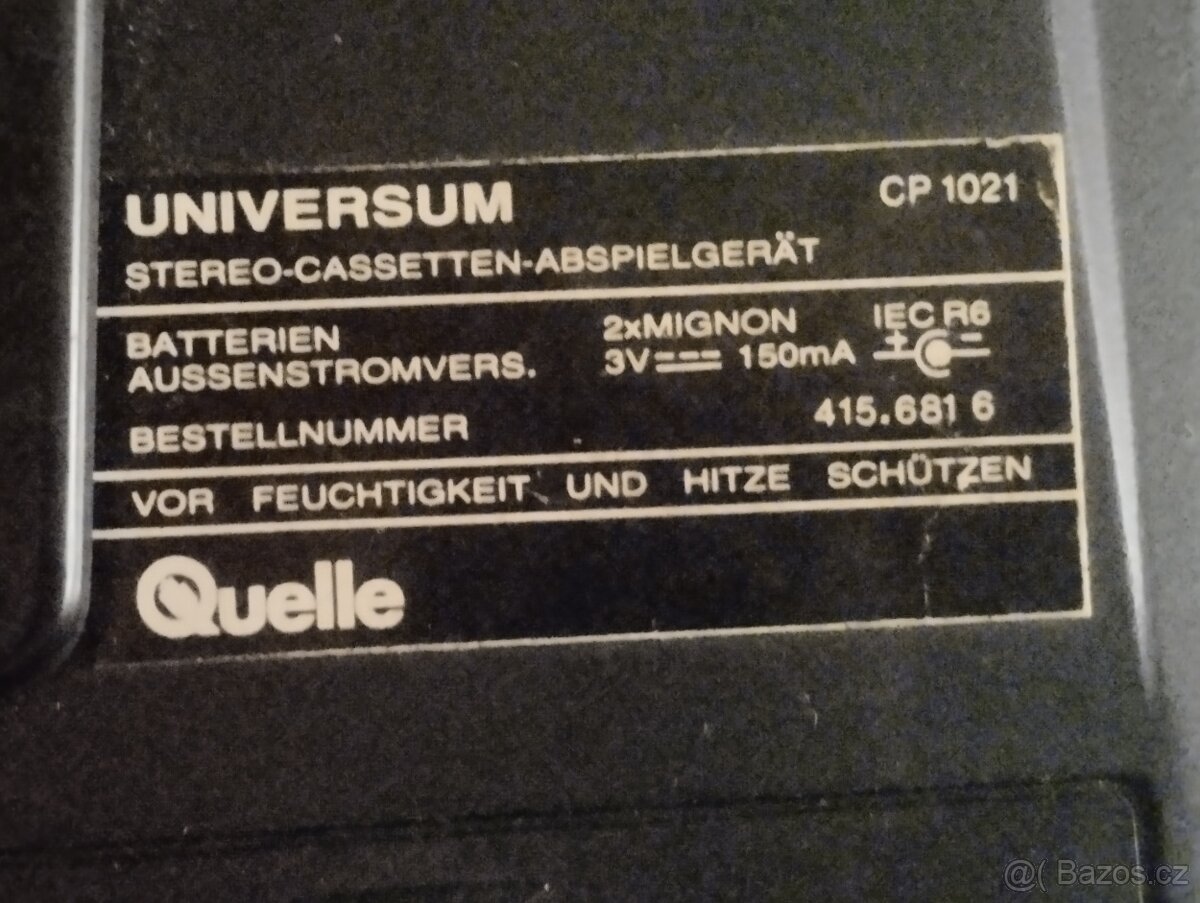 UNIVERSUM CP 1021
STEREO-CASSETTEN-ABSPIELGERÄT
BATTERIEN 2xMIGNON IEC R6
AUSSENSTROMVERS. 3V 150mA + -
BESTELLNUMMER 415.681 6
VOR FEUCHTIGKEIT UND HITZE SCHÜTZEN
Quelle
@( Bazos.cz